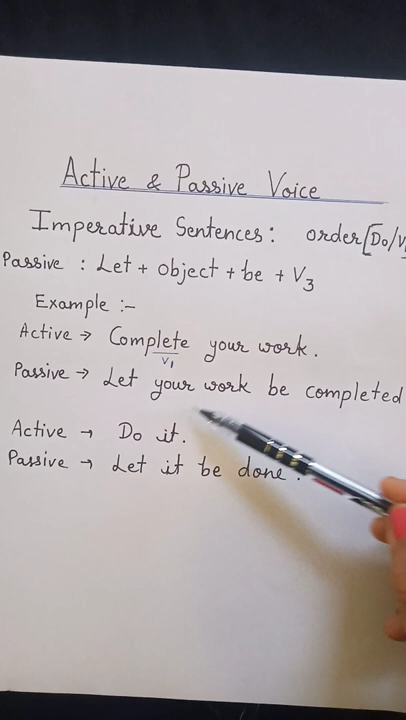 Active & Passive Voice
Imperative Sentences: order [Do/V
Passive : Let + object + be + V3
Example :-
Active → Complete your work.
V1
Passive → Let your work be completed
Active → Do it.
Passive → Let it be done.